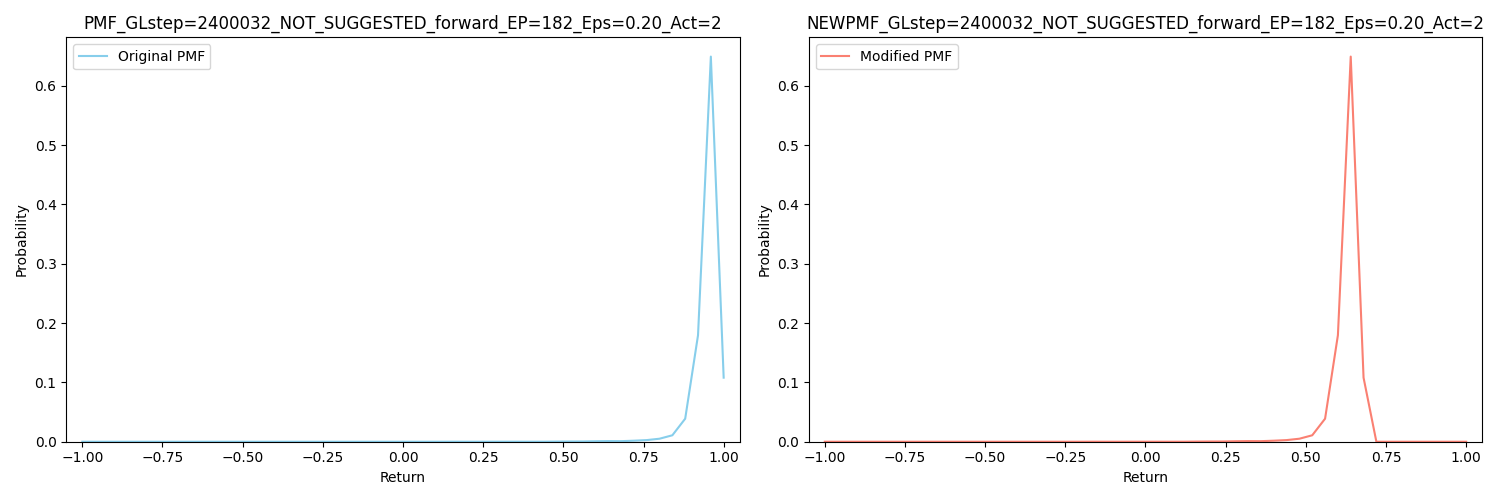 PMF_GLstep=2400032_NOT_SUGGESTED_forward_EP=182_Eps=0.20_Act=2
Original PMF
Probability
0.6
0.5
0.4
0.3
0.2
0.1
0.0
−1.00 −0.75 −0.50 −0.25 0.00 0.25 0.50 0.75 1.00
Return
NEWPMF_GLstep=2400032_NOT_SUGGESTED_forward_EP=182_Eps=0.20_Act=2
Modified PMF
Probability
0.6
0.5
0.4
0.3
0.2
0.1
0.0
−1.00 −0.75 −0.50 −0.25 0.00 0.25 0.50 0.75 1.00
Return